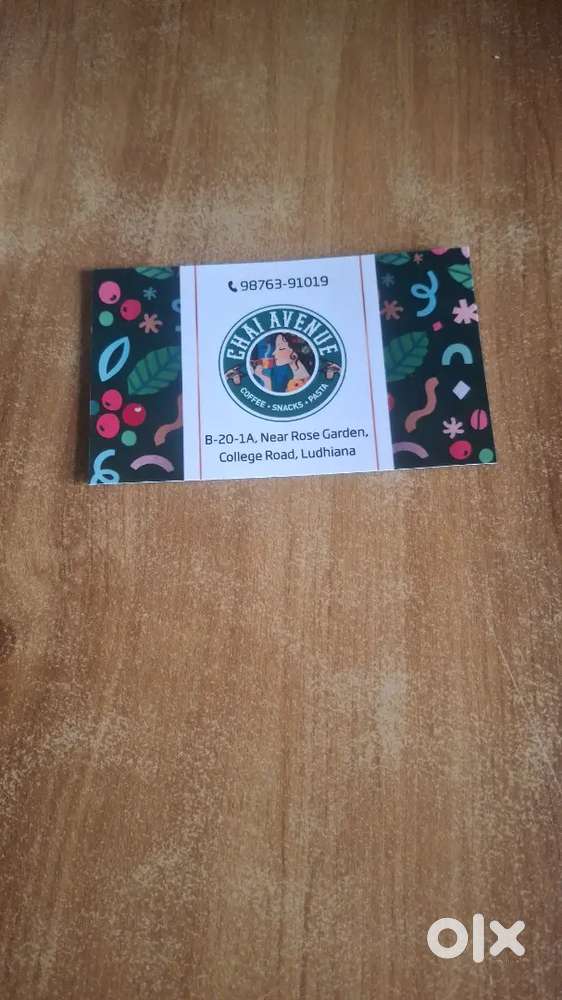 98763-91019
CHAI AVENUE
COFFEE • SNACKS • PASTA
B-20-1A, Near Rose Garden,
College Road, Ludhiana
olx